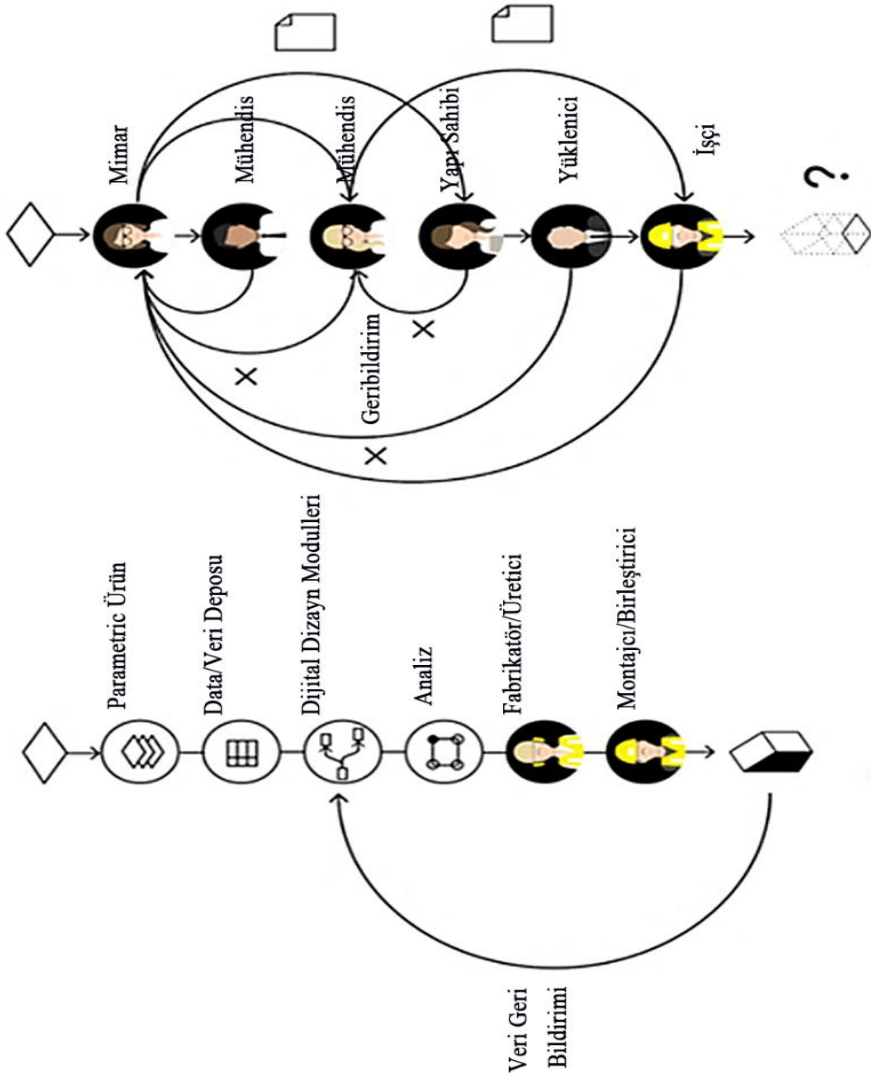 Mimar
Mühendis
Mühendis
Yapı Sahibi
Yüklenici
İşçi
?
Geribildirim
Parametric Ürün
Data/Veri Deposu
Dijital Dizayn Modulleri
Analiz
Fabrikatör/Üretici
Montajcı/Birleştirici
Veri Geri
Bildirimi